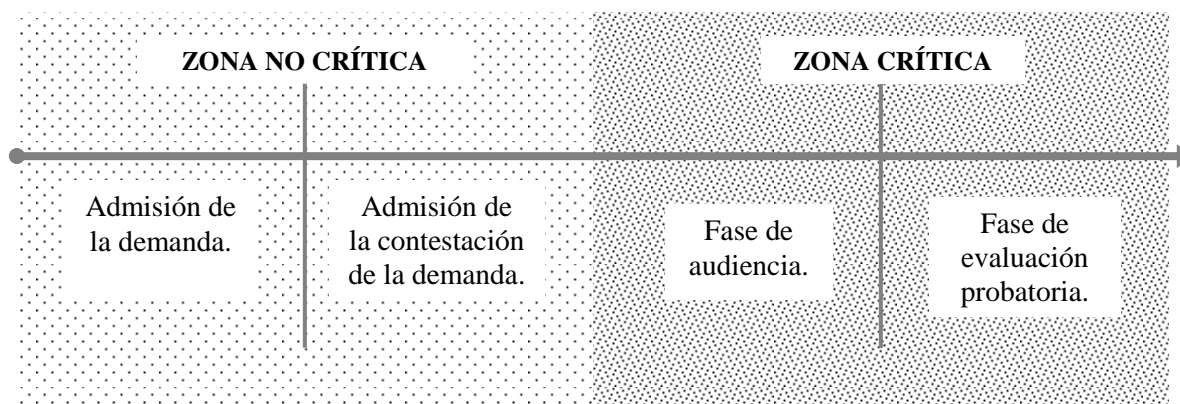 ZONA NO CRÍTICA
ZONA CRÍTICA
Admisión de
la demanda.
Admisión de
la contestación
de la demanda.
Fase de
audiencia.
Fase de
evaluación
probatoria.